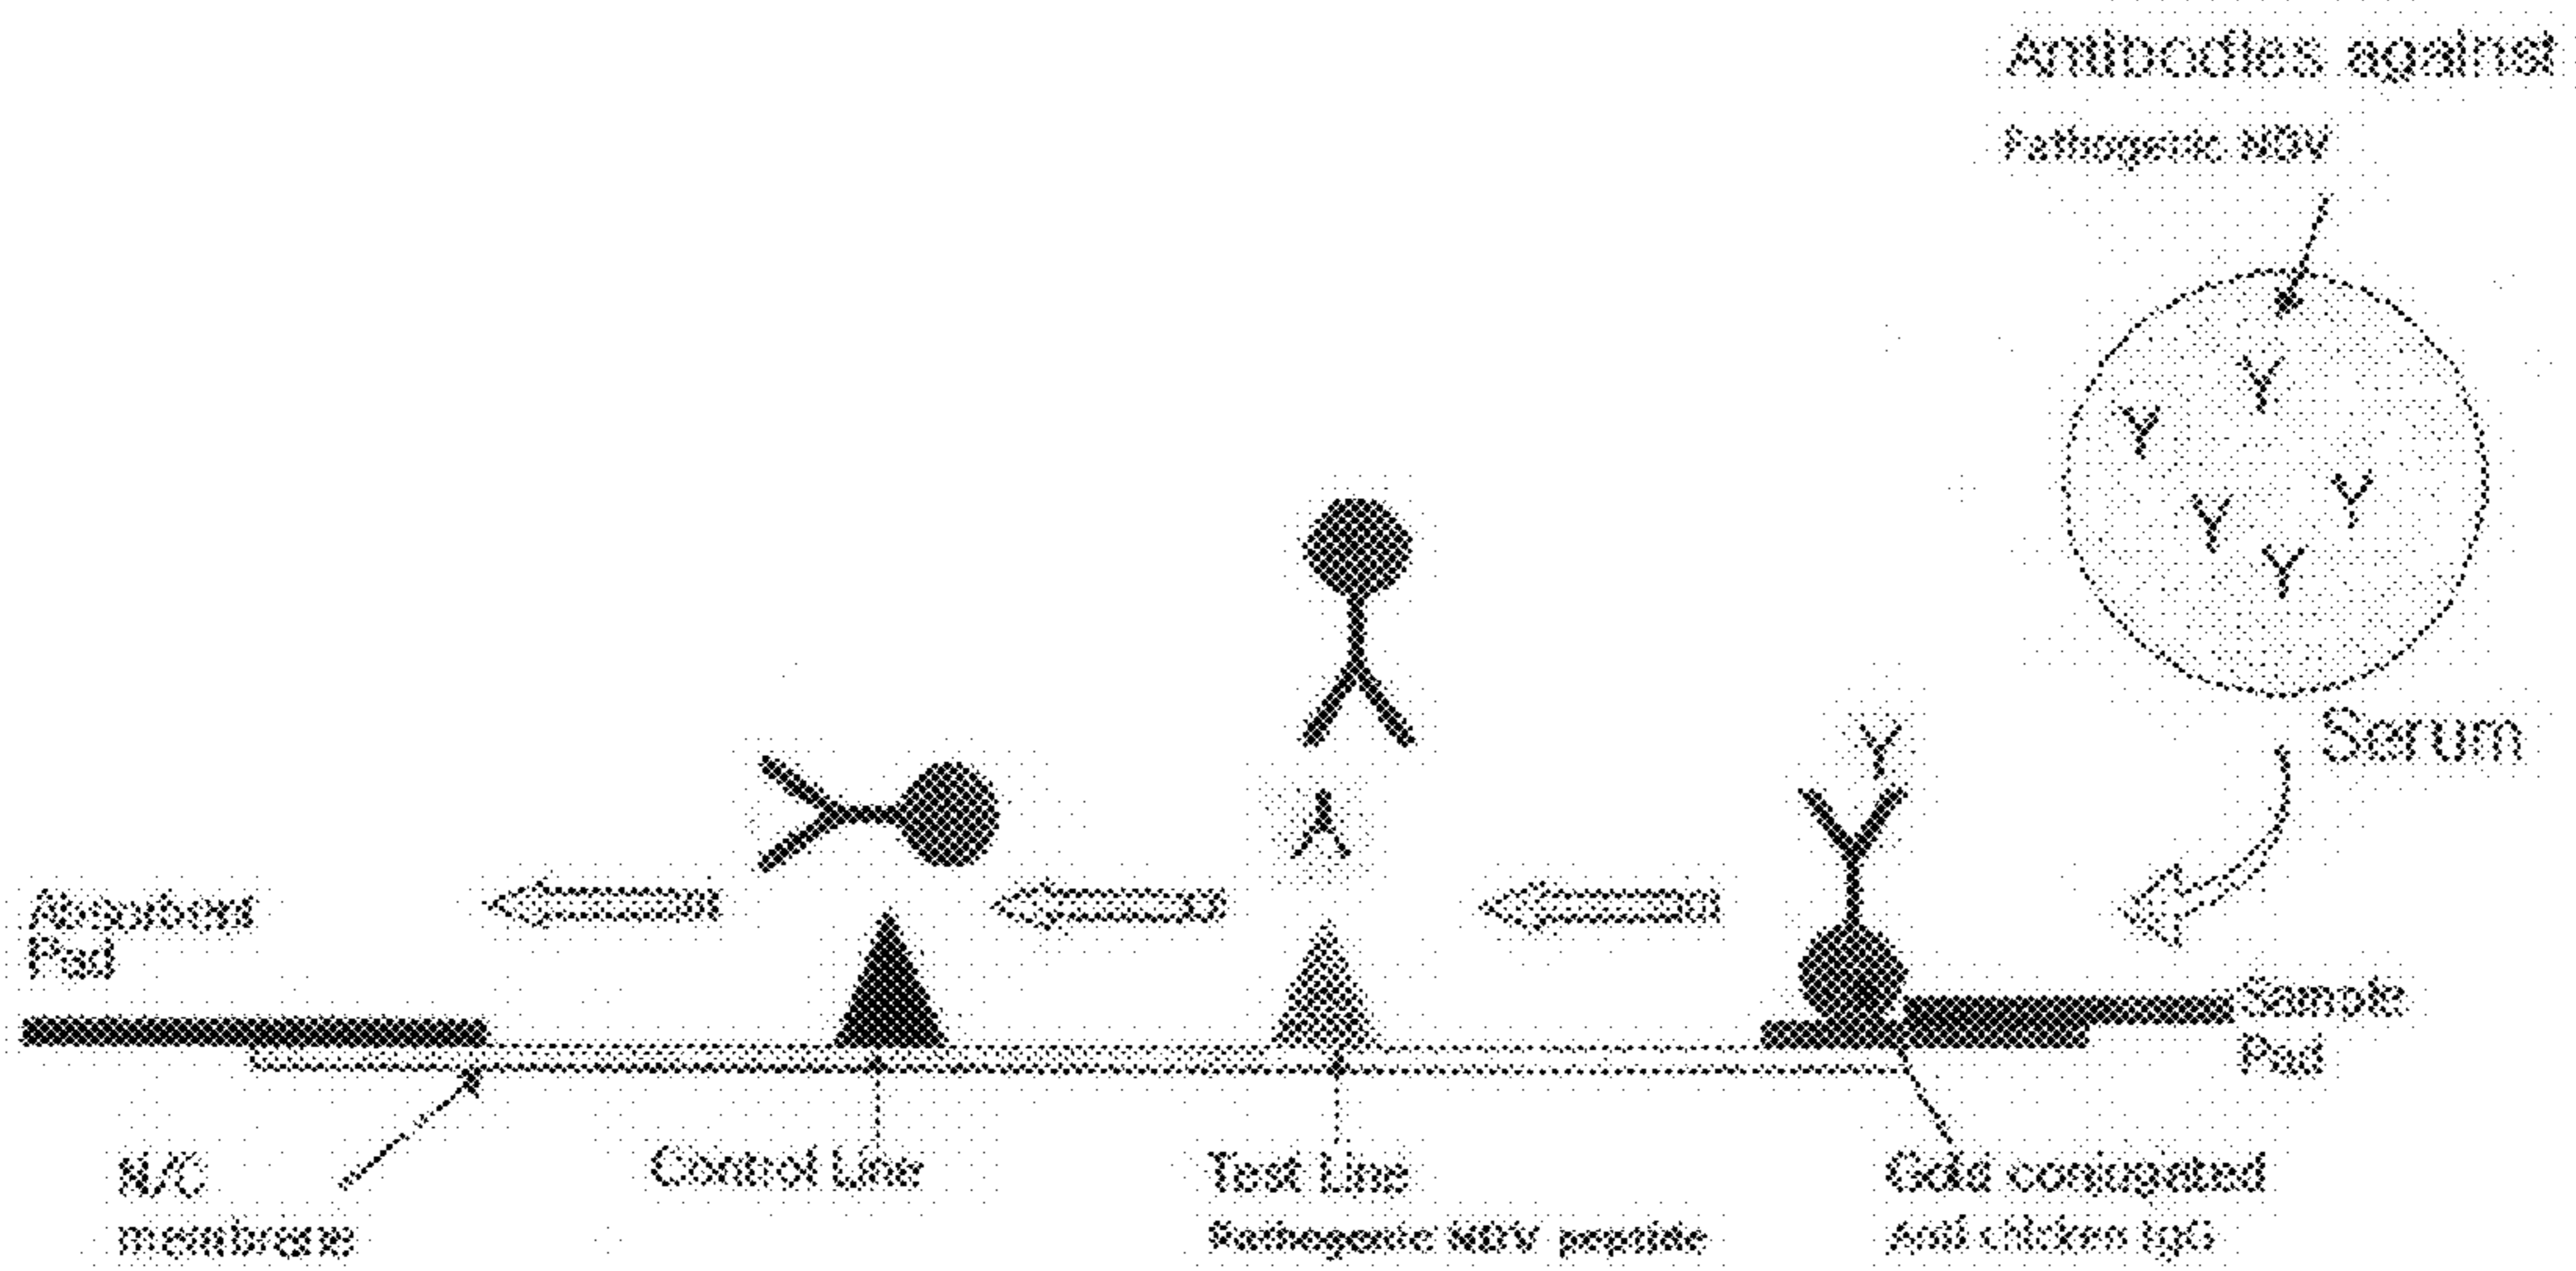 Antibodies against
Pathogenic NDV
Serum
Absorbent
Pad
Sample
Pad
N/C
membrane
Control Line
Test Line
Pathogenic NDV peptide
Gold conjugated
Anti chicken IgG